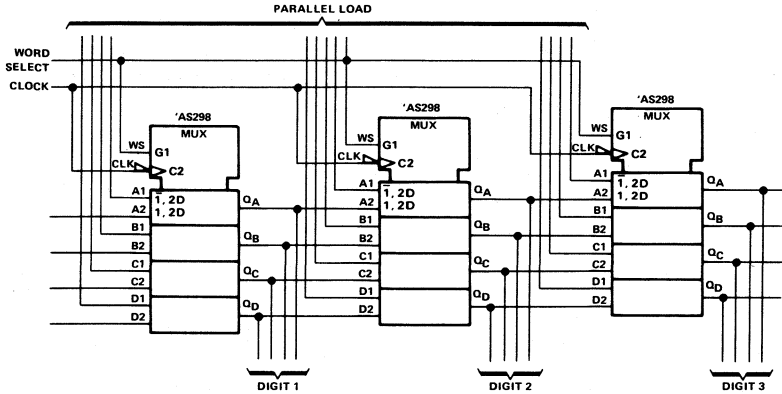 PARALLEL LOAD
WORD
SELECT
CLOCK
'AS298
MUX
WS
G1
CLK
C2
A1
1̅, 2D
A2
1, 2D
B1
B2
C1
C2
D1
D2
QA
QB
QC
QD
'AS298
MUX
WS
G1
CLK
C2
A1
1̅, 2D
A2
1, 2D
B1
B2
C1
C2
D1
D2
QA
QB
QC
QD
'AS298
MUX
WS
G1
CLK
C2
A1
1̅, 2D
A2
1, 2D
B1
B2
C1
C2
D1
D2
QA
QB
QC
QD
DIGIT 1
DIGIT 2
DIGIT 3